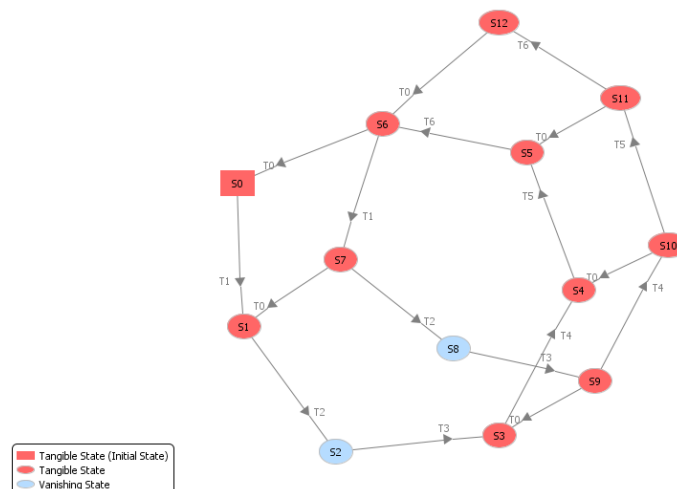 S12
T6
T0
S11
S6
T6
T0
S5
T5
T0
S0
T5
T1
S10
S7
T0
T1
S4
T4
T0
T2
S1
T4
S8
T3
S9
T2
T0
T3
S3
S2
Tangible State (Initial State)
Tangible State
Vanishing State